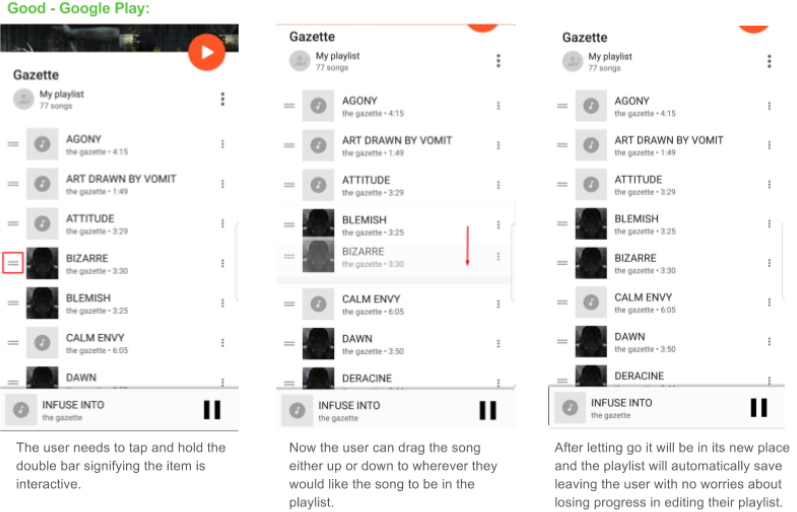 Good - Google Play:
Gazette
My playlist
77 songs
AGONY
the gazette • 4:15
ART DRAWN BY VOMIT
the gazette • 1:49
ATTITUDE
the gazette • 3:29
BIZARRE
the gazette • 3:30
BLEMISH
the gazette • 3:25
CALM ENVY
the gazette • 6:05
DAWN
INFUSE INTO
the gazette
The user needs to tap and hold the
double bar signifying the item is
interactive.
Gazette
My playlist
77 songs
AGONY
the gazette • 4:15
ART DRAWN BY VOMIT
the gazette • 1:49
ATTITUDE
the gazette • 3:29
BLEMISH
the gazette • 3:25
BIZARRE
the gazette • 3:30
CALM ENVY
the gazette • 6:05
DAWN
the gazette • 3:50
DERACINE
INFUSE INTO
the gazette
Now the user can drag the song
either up or down to wherever they
would like the song to be in the
playlist.
Gazette
My playlist
77 songs
AGONY
the gazette • 4:15
ART DRAWN BY VOMIT
the gazette • 1:49
ATTITUDE
the gazette • 3:29
BLEMISH
the gazette • 3:25
BIZARRE
the gazette • 3:30
CALM ENVY
the gazette • 6:05
DAWN
the gazette • 3:50
DERACINE
INFUSE INTO
the gazette
After letting go it will be in its new place
and the playlist will automatically save
leaving the user with no worries about
losing progress in editing their playlist.